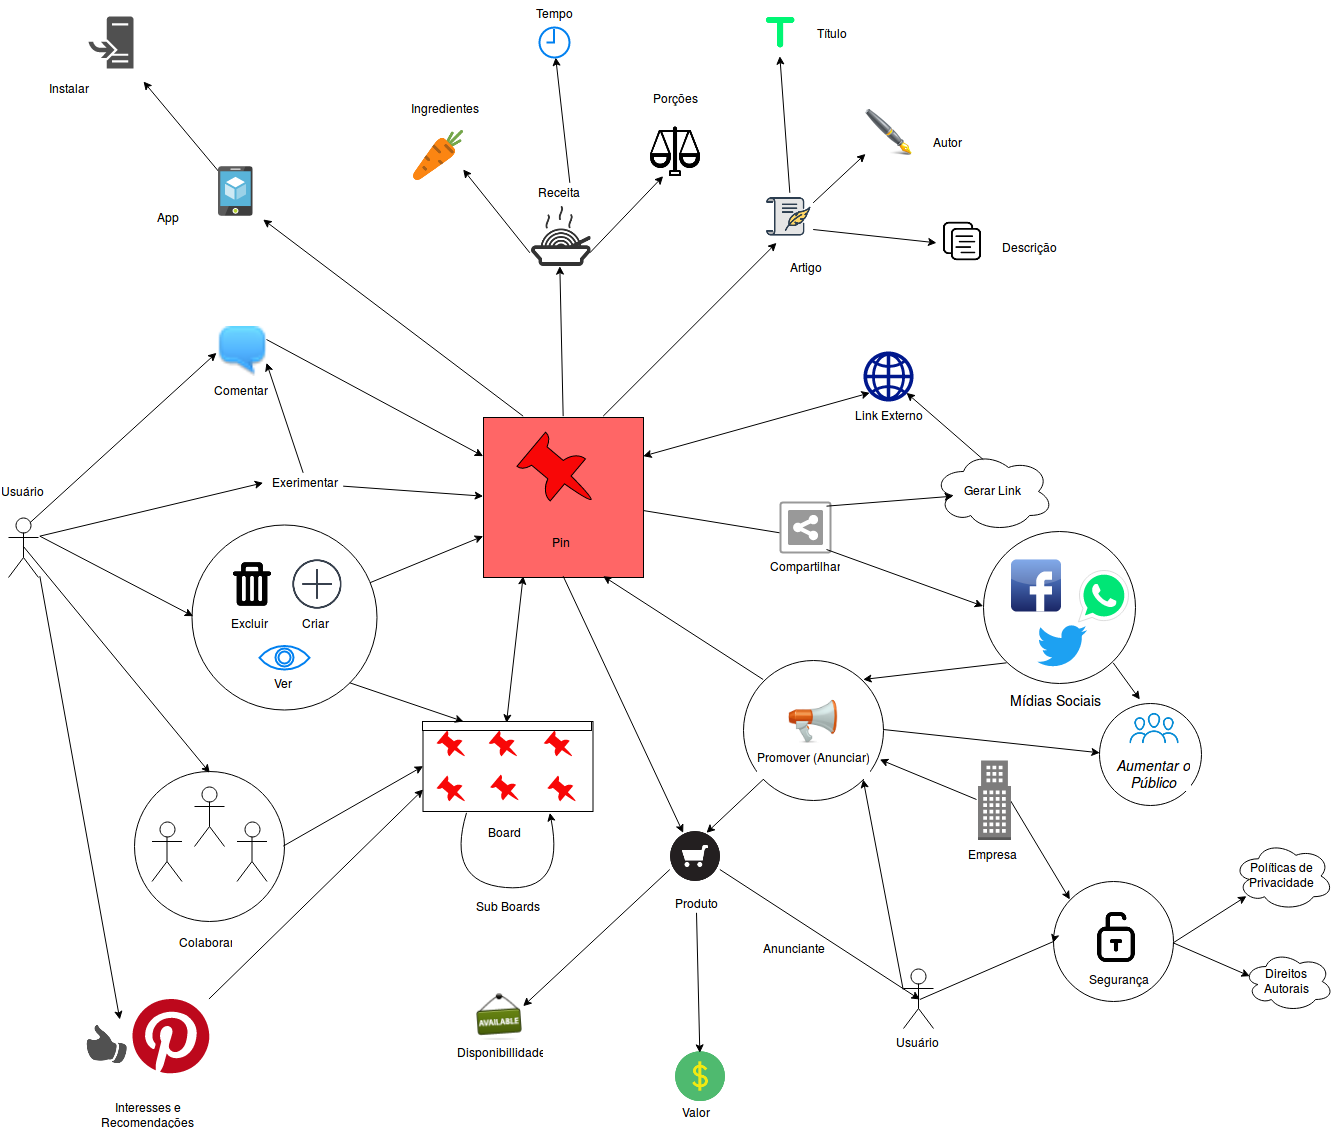 Tempo
Título
Instalar
Porções
Ingredientes
Autor
Receita
App
Descrição
Artigo
Comentar
Link Externo
Exerimentar
Usuário
Gerar Link
Pin
Compartilhar
Excluir
Criar
Ver
Mídias Sociais
Promover (Anunciar)
Aumentar o
Público
Board
Empresa
Políticas de
Privacidade
Sub Boards
Produto
Colaborar
Anunciante
Segurança
Direitos
Autorais
AVAILABLE
Disponibillidade
Usuário
Valor
Interesses e
Recomendações